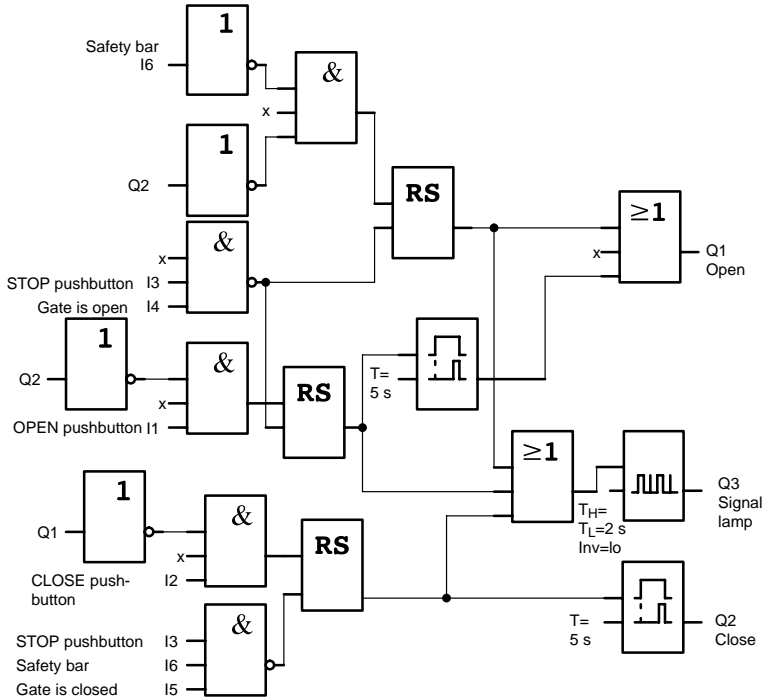 1
Safety bar
I6
&
x
1
Q2
RS
&
x
STOP pushbutton I3
Gate is open I4
≥1
x
Q1
Open
1
Q2
&
x
OPEN pushbutton I1
RS
T=
5 s
≥1
TH=
TL=2 s
Inv=lo
Q3
Signal
lamp
1
Q1
&
x
CLOSE push-
button
I2
RS
&
STOP pushbutton I3
Safety bar I6
Gate is closed I5
T=
5 s
Q2
Close